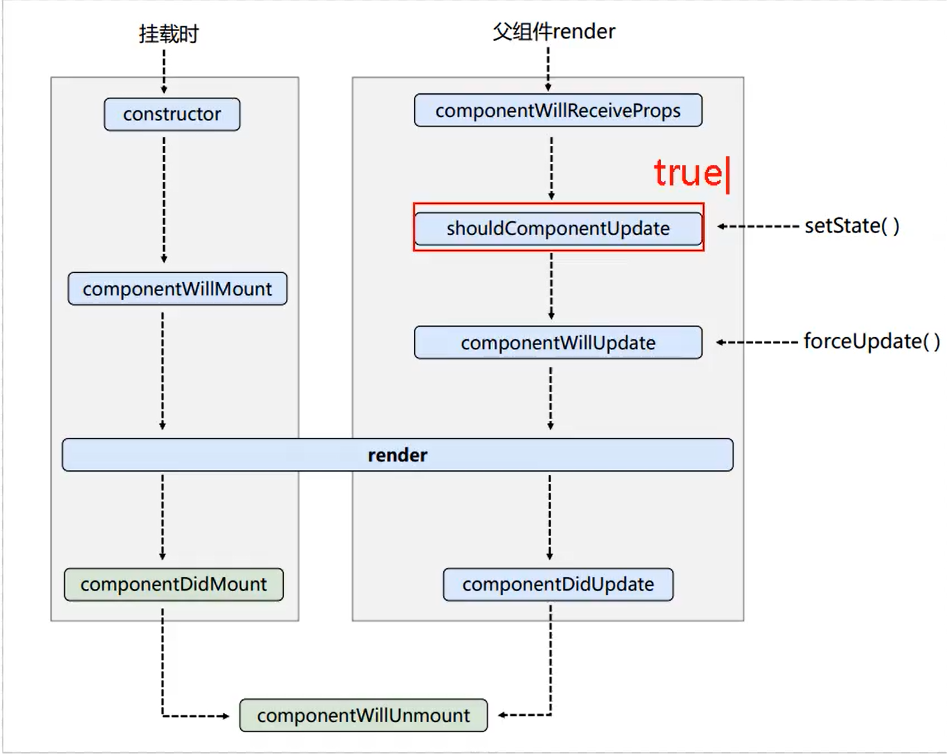 挂载时
父组件render
constructor
componentWillReceiveProps
true
shouldComponentUpdate
setState( )
componentWillMount
componentWillUpdate
forceUpdate( )
render
componentDidMount
componentDidUpdate
componentWillUnmount